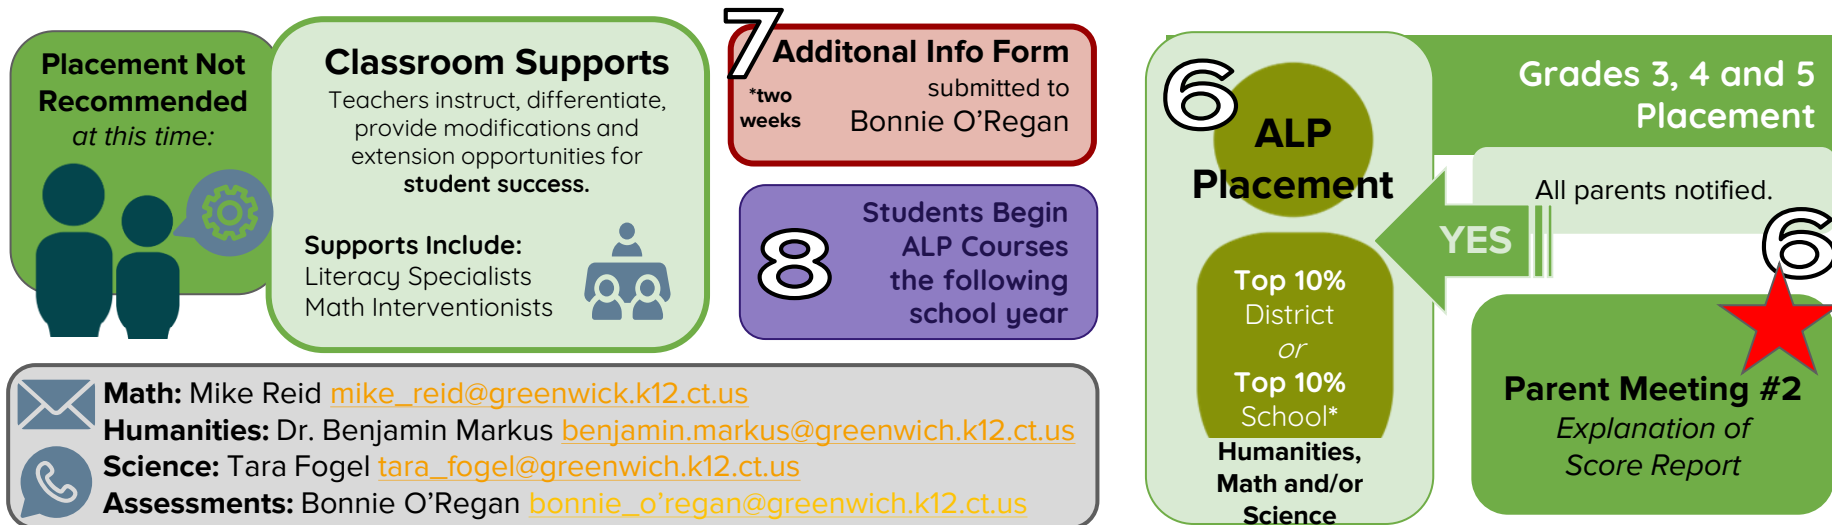 Placement Not
Recommended
at this time:
Classroom Supports
Teachers instruct, differentiate,
provide modifications and
extension opportunities for
student success.
Supports Include:
Literacy Specialists
Math Interventionists
7
Additonal Info Form
*two
weeks
submitted to
Bonnie O’Regan
8
Students Begin
ALP Courses
the following
school year
Math: Mike Reid mike_reid@greenwick.k12.ct.us
Humanities: Dr. Benjamin Markus benjamin.markus@greenwich.k12.ct.us
Science: Tara Fogel tara_fogel@greenwich.k12.ct.us
Assessments: Bonnie O’Regan bonnie_o’regan@greenwich.k12.ct.us
6
ALP
Placement
Top 10%
District
or
Top 10%
School*
Humanities,
Math and/or
Science
Grades 3, 4 and 5
Placement
All parents notified.
YES
6
Parent Meeting #2
Explanation of
Score Report